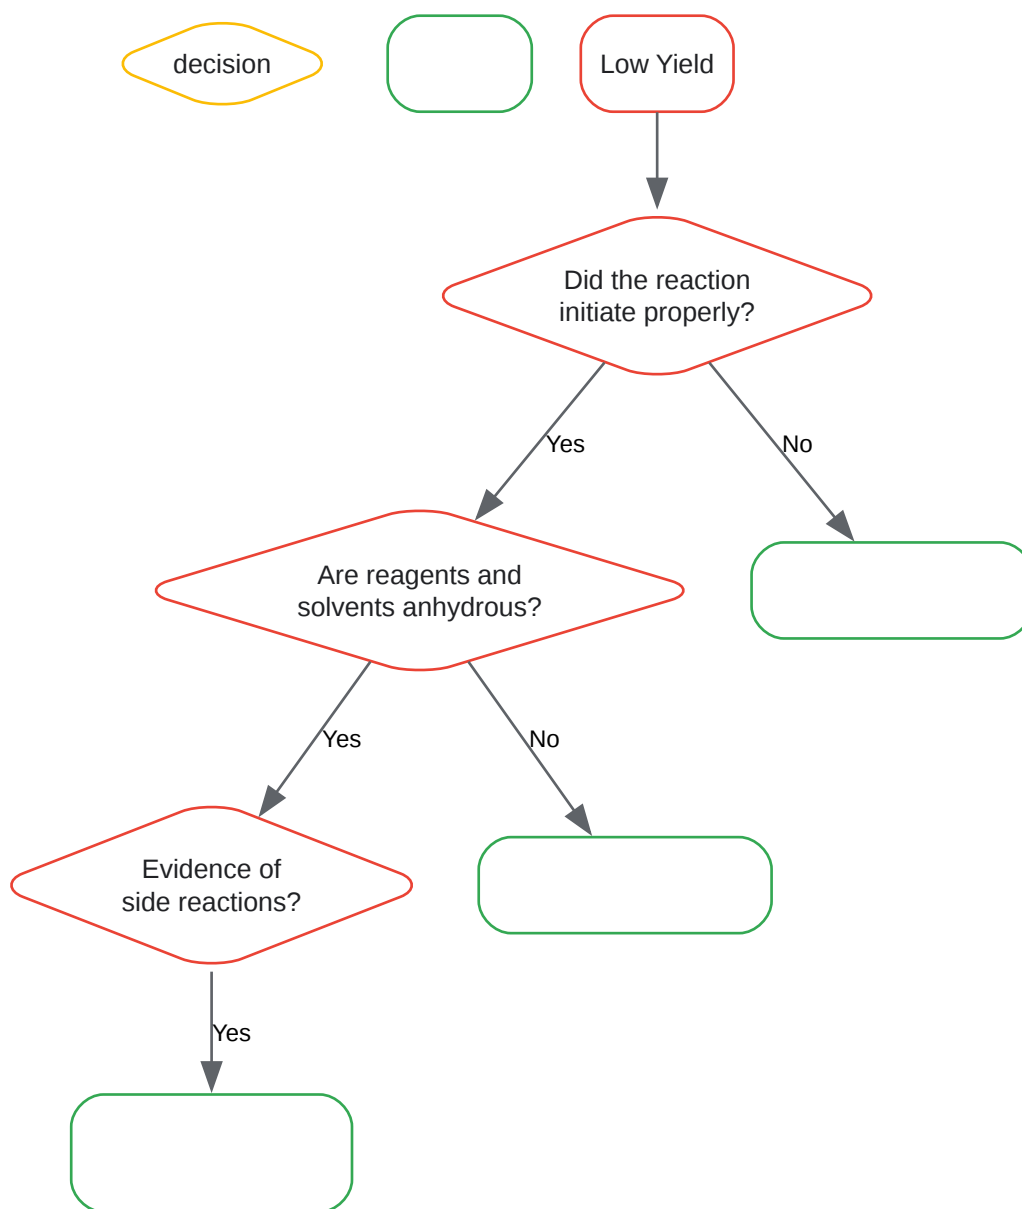 decision
Low Yield
Did the reaction
initiate properly?
Yes
No
Are reagents and
solvents anhydrous?
Yes
No
Evidence of
side reactions?
Yes